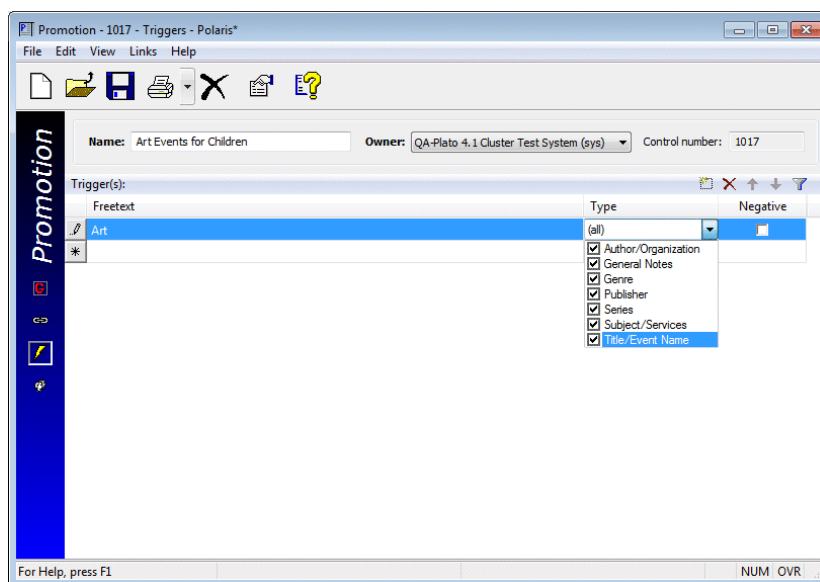 Promotion - 1017 - Triggers - Polaris*
File Edit View Links Help
Promotion
Name: Art Events for Children Owner: QA-Plato 4.1 Cluster Test System (sys) Control number: 1017
Trigger(s):
Freetext Type Negative
Art (all)
Author/Organization
General Notes
Genre
Publisher
Series
Subject/Services
Title/Event Name
G
For Help, press F1 NUM OVR